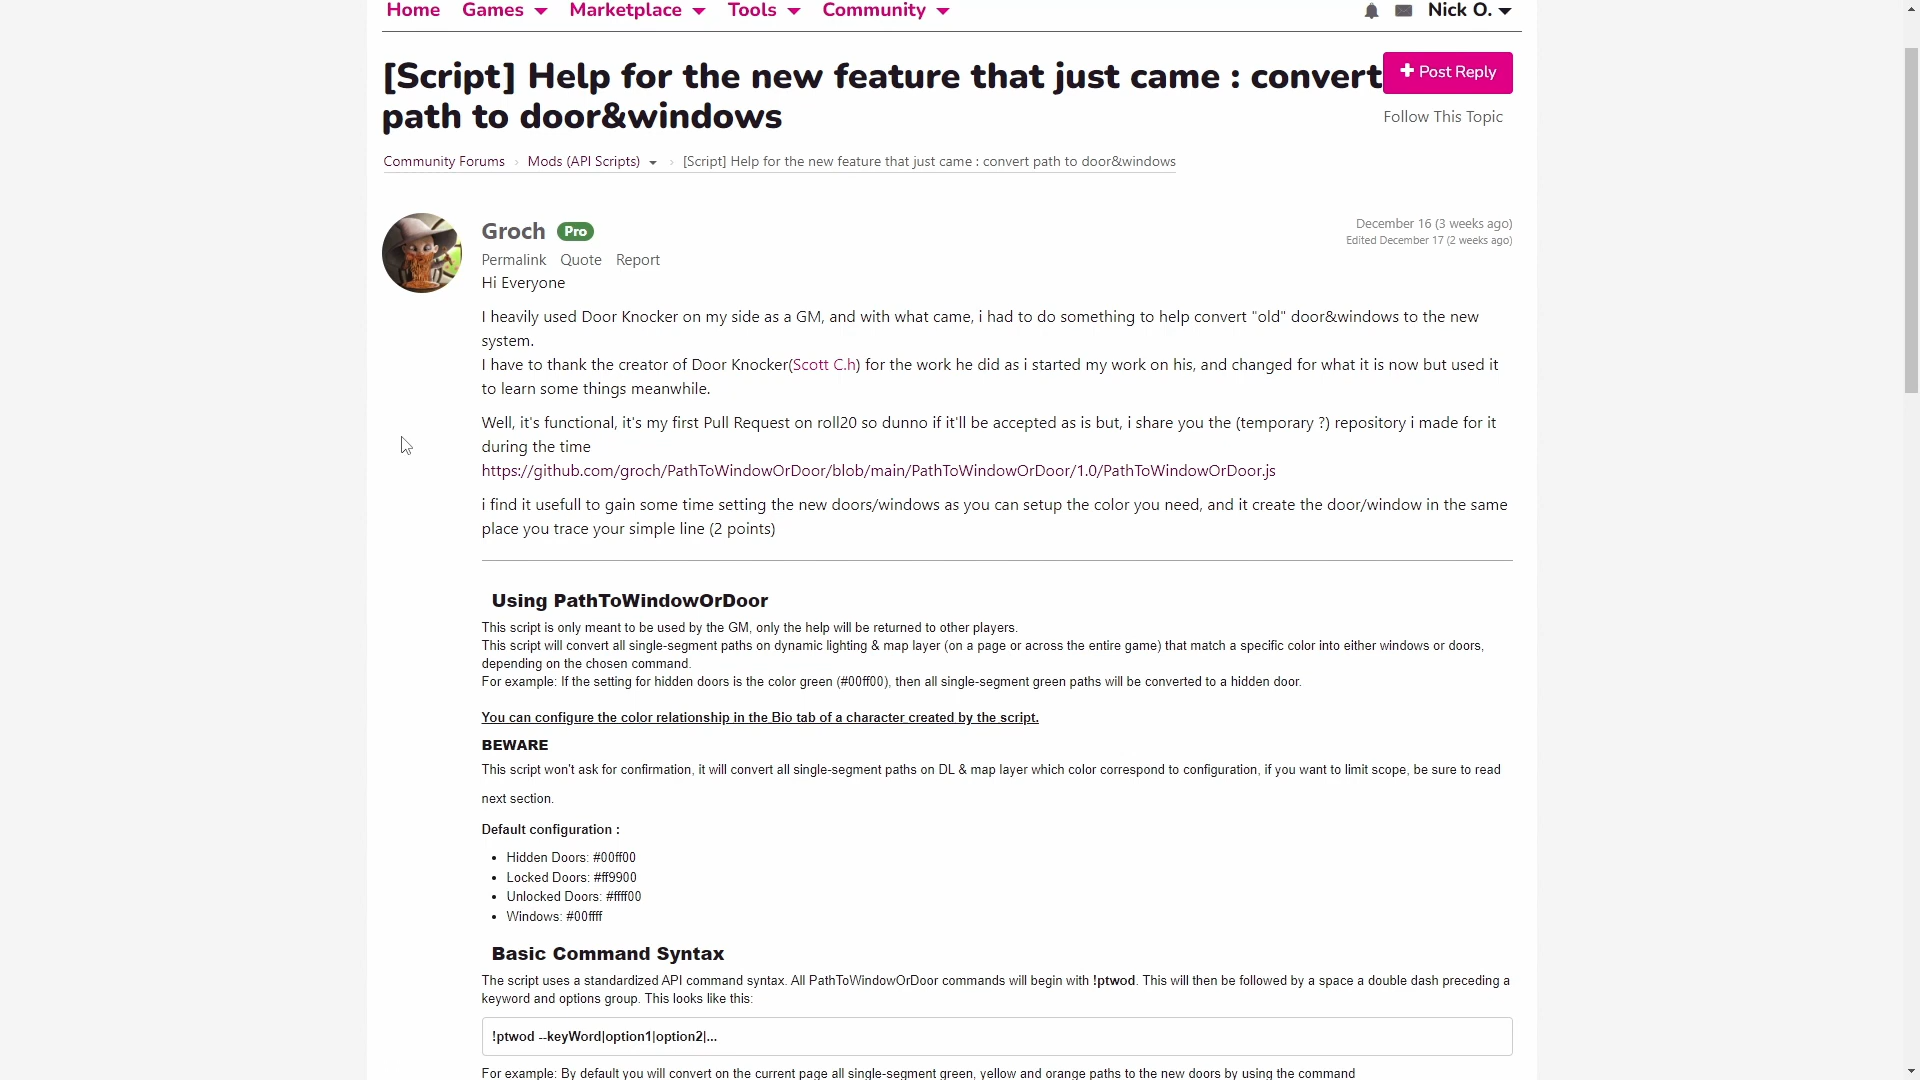 Home Games Marketplace Tools Community Nick O.
[Script] Help for the new feature that just came : convert
path to door&windows
+ Post Reply
Follow This Topic
Community Forums › Mods (API Scripts) › [Script] Help for the new feature that just came : convert path to door&windows
Groch Pro
December 16 (3 weeks ago)
Edited December 17 (2 weeks ago)
Permalink Quote Report
Hi Everyone
I heavily used Door Knocker on my side as a GM, and with what came, i had to do something to help convert "old" door&windows to the new
system.
I have to thank the creator of Door Knocker(Scott C.h) for the work he did as i started my work on his, and changed for what it is now but used it
to learn some things meanwhile.
Well, it's functional, it's my first Pull Request on roll20 so dunno if it'll be accepted as is but, i share you the (temporary ?) repository i made for it
during the time
https://github.com/groch/PathToWindowOrDoor/blob/main/PathToWindowOrDoor/1.0/PathToWindowOrDoor.js
i find it usefull to gain some time setting the new doors/windows as you can setup the color you need, and it create the door/window in the same
place you trace your simple line (2 points)
Using PathToWindowOrDoor
This script is only meant to be used by the GM, only the help will be returned to other players.
This script will convert all single-segment paths on dynamic lighting & map layer (on a page or across the entire game) that match a specific color into either windows or doors,
depending on the chosen command.
For example: If the setting for hidden doors is the color green (#00ff00), then all single-segment green paths will be converted to a hidden door.
You can configure the color relationship in the Bio tab of a character created by the script.
BEWARE
This script won't ask for confirmation, it will convert all single-segment paths on DL & map layer which color correspond to configuration, if you want to limit scope, be sure to read
next section.
Default configuration :
• Hidden Doors: #00ff00
• Locked Doors: #ff9900
• Unlocked Doors: #ffff00
• Windows: #00ffff
Basic Command Syntax
The script uses a standardized API command syntax. All PathToWindowOrDoor commands will begin with !ptwod. This will then be followed by a space a double dash preceding a
keyword and options group. This looks like this:
!ptwod --keyWord|option1|option2|...
For example: By default you will convert on the current page all single-segment green, yellow and orange paths to the new doors by using the command